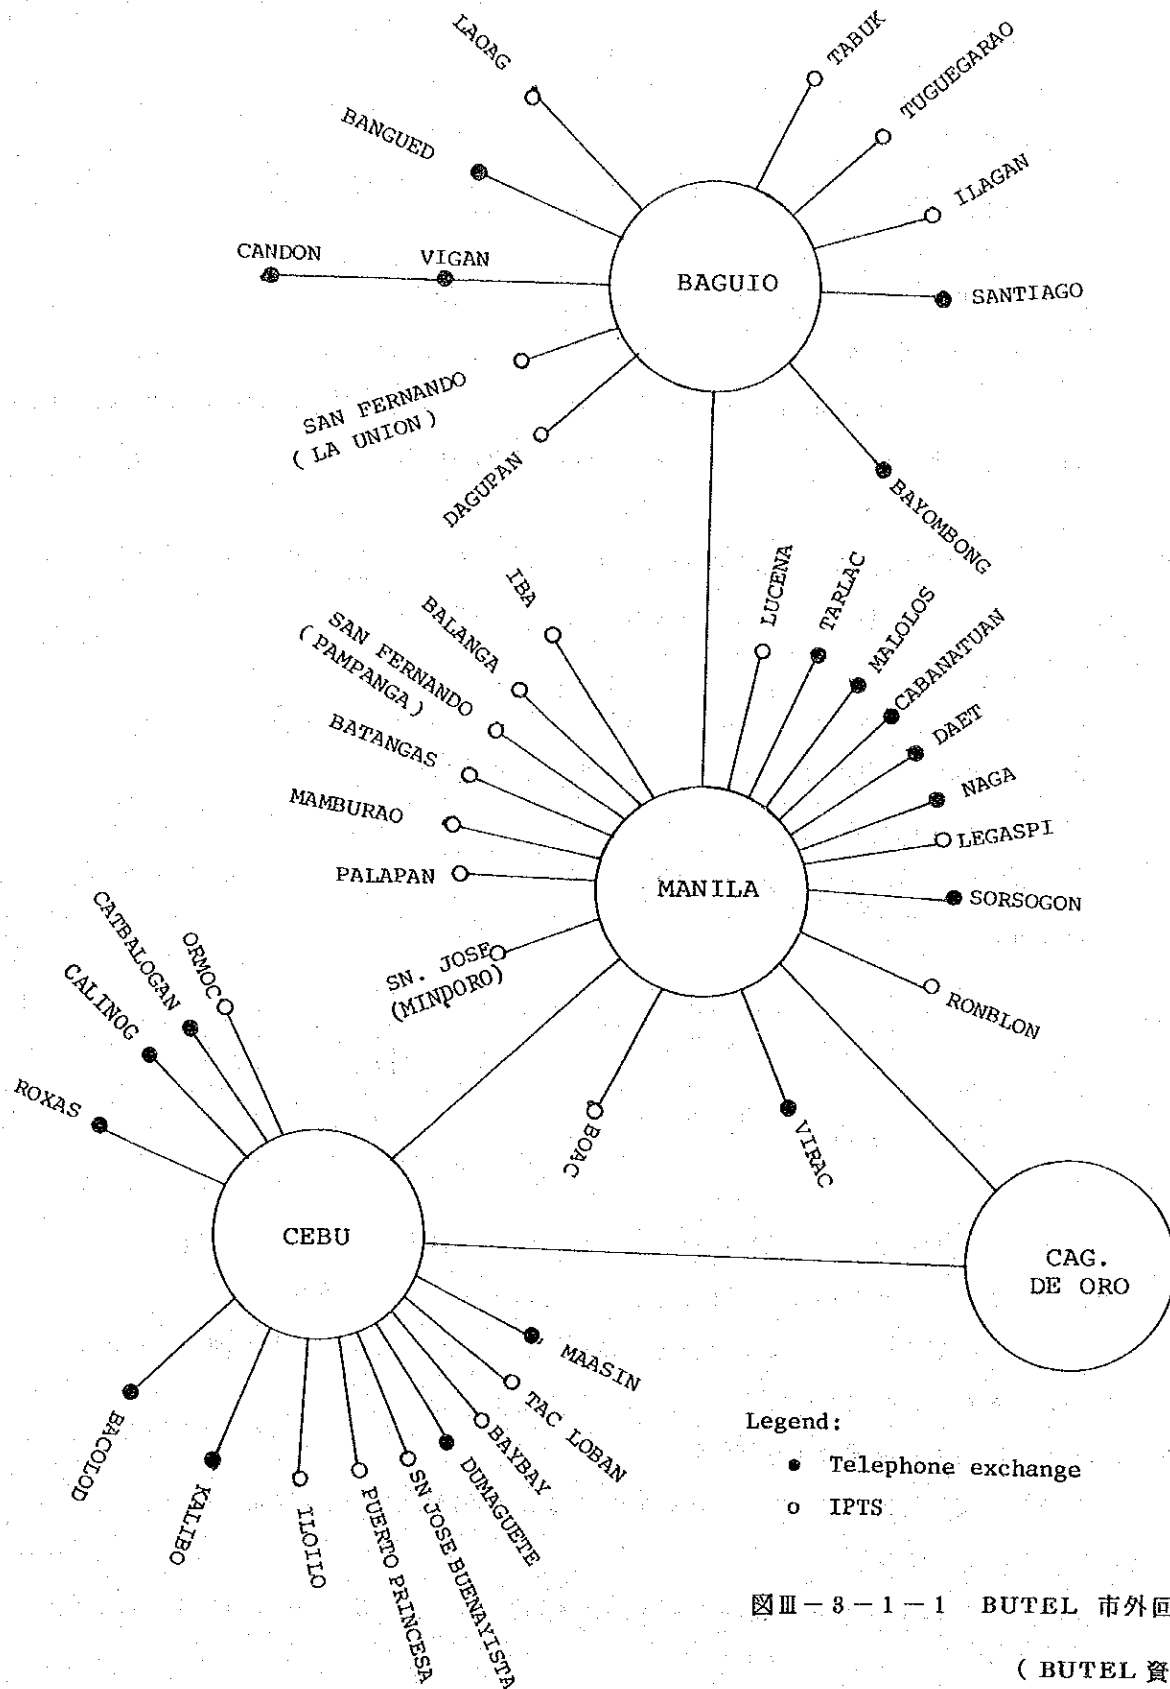 LAOAG
TABUK
TUGUEGARAO
BANGUED
ILAGAN
CANDON
VIGAN
BAGUIO
SANTIAGO
SAN FERNANDO
( LA UNION )
DAGUPAN
BAYOMBONG
IBA
LUCENA
TARLAC
BALANGA
MALOLOS
SAN FERNANDO
( PAMPANGA )
CABANATUAN
BATANGAS
DAET
MAMBURAO
NAGA
LEGASPI
PALAPAN
MANILA
SORSOGON
SN. JOSE
(MINDORO)
RONBLON
ORMOC
CATBALOGAN
CALINOG
ROXAS
BOAC
VIRAC
CEBU
CAG.
DE ORO
MAASIN
TAC LOBAN
BAYBAY
DUMAGUETE
SN JOSE BUENAYISTA
PUERTO PRINCESA
ILOILO
KALIBO
BACOLOD
Legend:
Telephone exchange
IPTS
図Ⅲ-3-1-1 BUTEL 市外回
( BUTEL 資